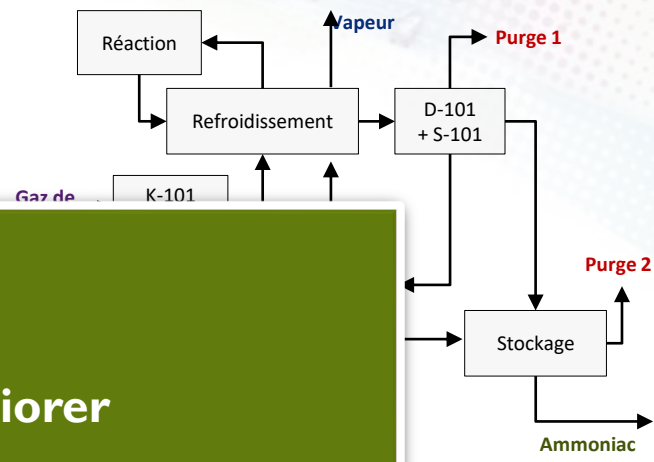 Vapeur
Purge 1
Réaction
Refroidissement
D-101
+ S-101
Gaz de
K-101
Purge 2
Stockage
iorer
Ammoniac